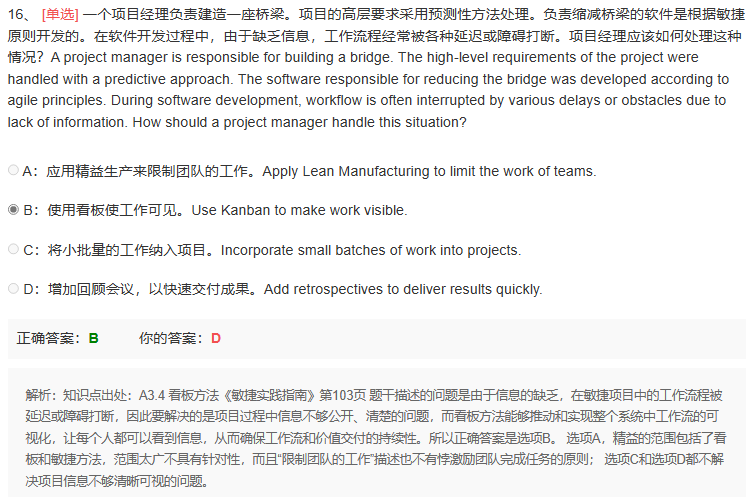 16、 [单选] 一个项目经理负责建造一座桥梁。项目的高层要求采用预测性方法处理。负责缩减桥梁的软件是根据敏捷
原则开发的。在软件开发过程中，由于缺乏信息，工作流程经常被各种延迟或障碍打断。项目经理应该如何处理这种
情况？A project manager is responsible for building a bridge. The high-level requirements of the project were
handled with a predictive approach. The software responsible for reducing the bridge was developed according to
agile principles. During software development, workflow is often interrupted by various delays or obstacles due to
lack of information. How should a project manager handle this situation?
A：应用精益生产来限制团队的工作。Apply Lean Manufacturing to limit the work of teams.
B：使用看板使工作可见。Use Kanban to make work visible.
C：将小批量的工作纳入项目。Incorporate small batches of work into projects.
D：增加回顾会议，以快速交付成果。Add retrospectives to deliver results quickly.
正确答案：B 你的答案：D
解析：知识点出处：A3.4 看板方法《敏捷实践指南》第103页 题干描述的问题是由于信息的缺乏，在敏捷项目中的工作流程被
延迟或障碍打断，因此要解决的是项目过程中信息不够公开、清楚的问题，而看板方法能够推动和实现整个系统中工作流的可
视化，让每个人都可以看到信息，从而确保工作流和价值交付的持续性。所以正确答案是选项B。 选项A，精益的范围包括了看
板和敏捷方法，范围太广不具有针对性，而且“限制团队的工作”描述也不有悖激励团队完成任务的原则； 选项C和选项D都不解
决项目信息不够清晰可视的问题。